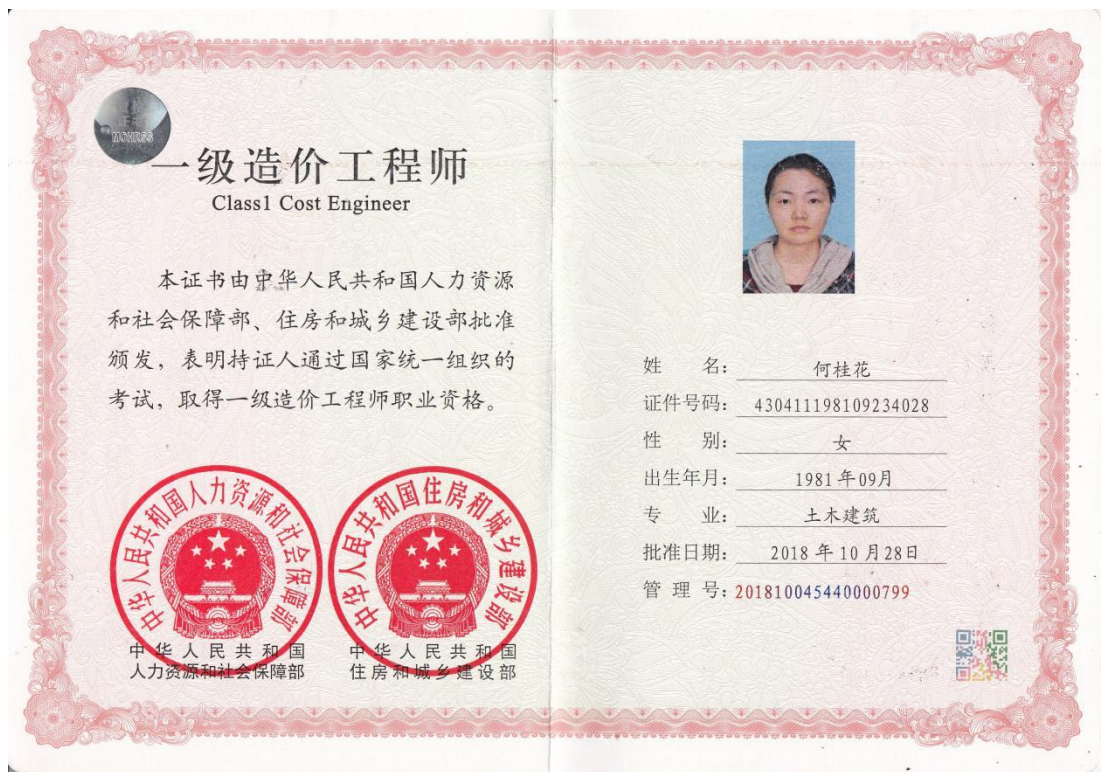 MOHRSS
一级造价工程师
Class1 Cost Engineer
本证书由中华人民共和国人力资源
和社会保障部、住房和城乡建设部批准
颁发，表明持证人通过国家统一组织的
考试，取得一级造价工程师职业资格。
中华人民共和国人力资源和社会保障部
中华人民共和国住房和城乡建设部
中华人民共和国
人力资源和社会保障部
中华人民共和国
住房和城乡建设部
姓 名： 何桂花
证件号码： 430411198109234028
性 别： 女
出生年月： 1981年09月
专 业： 土木建筑
批准日期： 2018年10月28日
管 理 号：201810045440000799